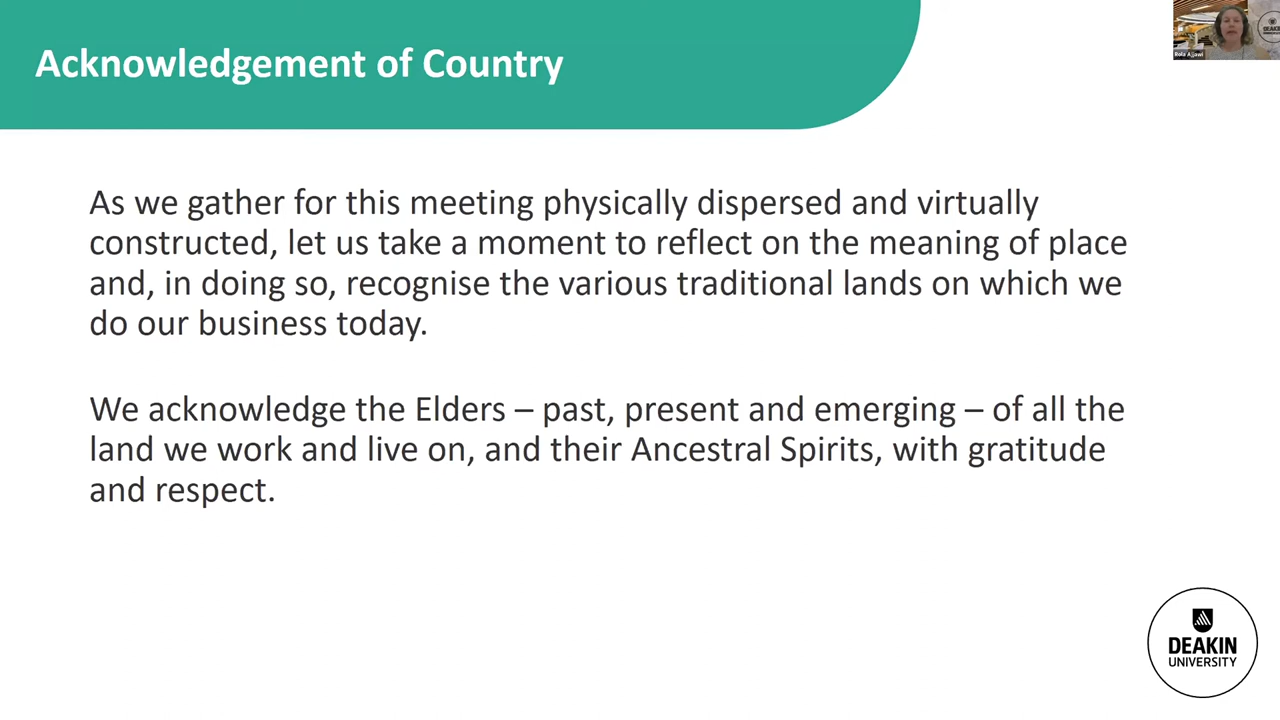 Acknowledgement of Country
As we gather for this meeting physically dispersed and virtually
constructed, let us take a moment to reflect on the meaning of place
and, in doing so, recognise the various traditional lands on which we
do our business today.
We acknowledge the Elders – past, present and emerging – of all the
land we work and live on, and their Ancestral Spirits, with gratitude
and respect.
Rola Ajjawi
DEAKIN
DEAKIN
UNIVERSITY